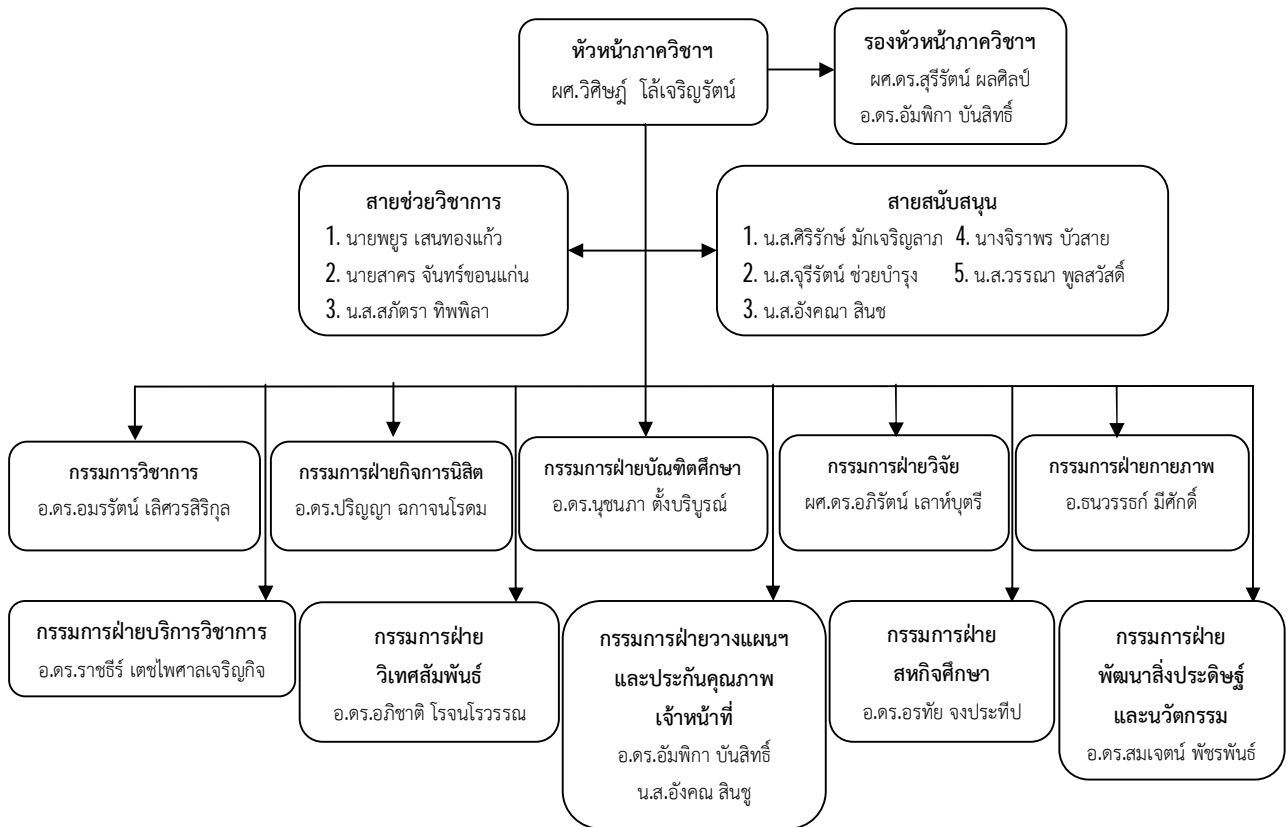 หัวหน้าภาควิชาฯ
ผศ.วิศิษฎ์ โล้เจริญรัตน์
รองหัวหน้าภาควิชาฯ
ผศ.ดร.สุรีรัตน์ ผลศิลป์
อ.ดร.อัมพิกา บันสิทธิ์
สายช่วยวิชาการ
1. นายพยูร เสนทองแก้ว
2. นายสาคร จันทร์ขอนแก่น
3. น.ส.สภัตรา ทิพพิลา
สายสนับสนุน
1. น.ส.ศิริรักษ์ มักเจริญลาภ 4. นางจิราพร บัวสาย
2. น.ส.จุรีรัตน์ ช่วยบำรุง 5. น.ส.วรรณา พูลสวัสดิ์
3. น.ส.อังคณา สินช
กรรมการวิชาการ
อ.ดร.อมรรัตน์ เลิศวรสิริกุล
กรรมการฝ่ายกิจการนิสิต
อ.ดร.ปริญญา ฉกาจนโรดม
กรรมการฝ่ายบัณฑิตศึกษา
อ.ดร.นุชนภา ตั้งบริบูรณ์
กรรมการฝ่ายวิจัย
ผศ.ดร.อภิรัตน์ เลาห์บุตรี
กรรมการฝ่ายกายภาพ
อ.ธนวรรธก์ มีศักดิ์
กรรมการฝ่ายบริการวิชาการ
อ.ดร.ราชธีร์ เตชไพศาลเจริญกิจ
กรรมการฝ่าย
วิเทศสัมพันธ์
อ.ดร.อภิชาติ โรจนโรวรรณ
กรรมการฝ่ายวางแผนฯ
และประกันคุณภาพ
เจ้าหน้าที่
อ.ดร.อัมพิกา บันสิทธิ์
น.ส.อังคณ สินชู
กรรมการฝ่าย
สหกิจศึกษา
อ.ดร.อรทัย จงประทีป
กรรมการฝ่าย
พัฒนาสิ่งประดิษฐ์
และนวัตกรรม
อ.ดร.สมเจตน์ พัชรพันธ์